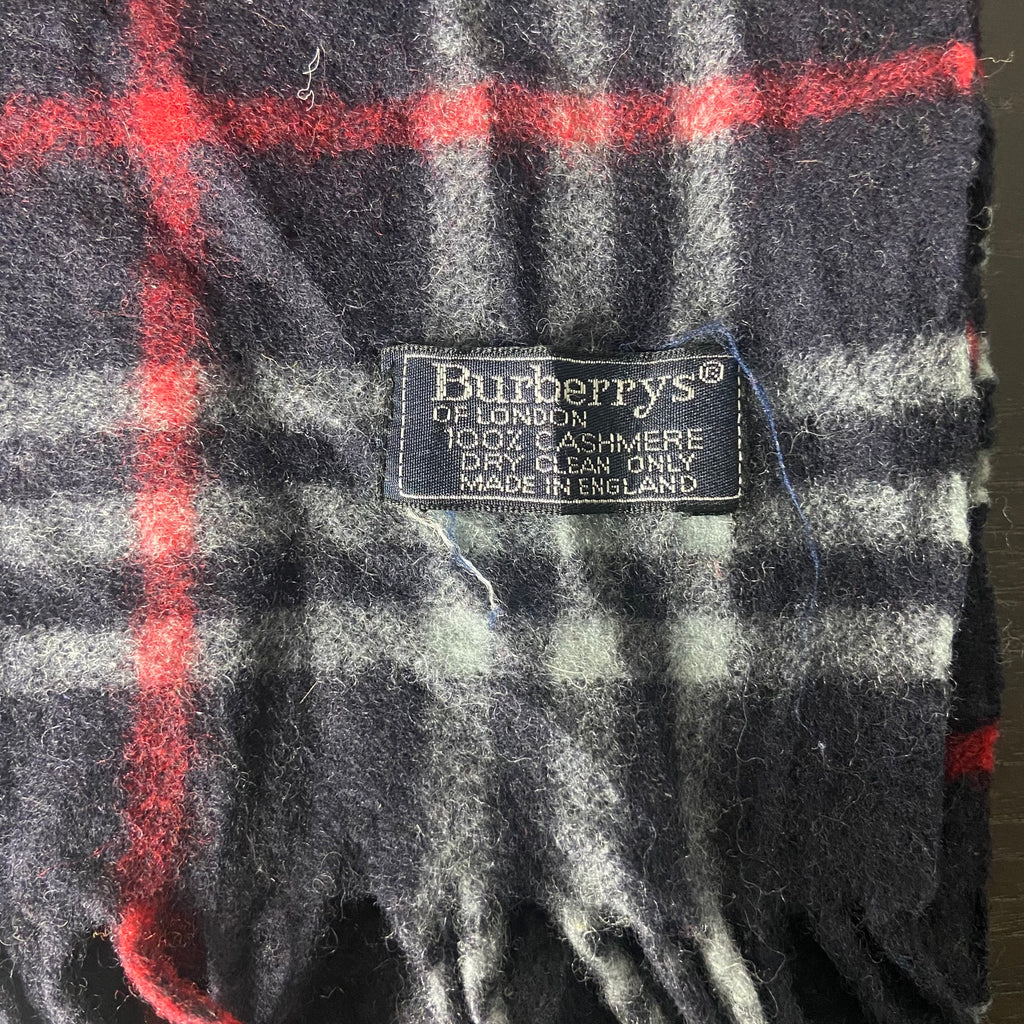 Burberrys®
OF LONDON
100% CASHMERE
DRY CLEAN ONLY
MADE IN ENGLAND